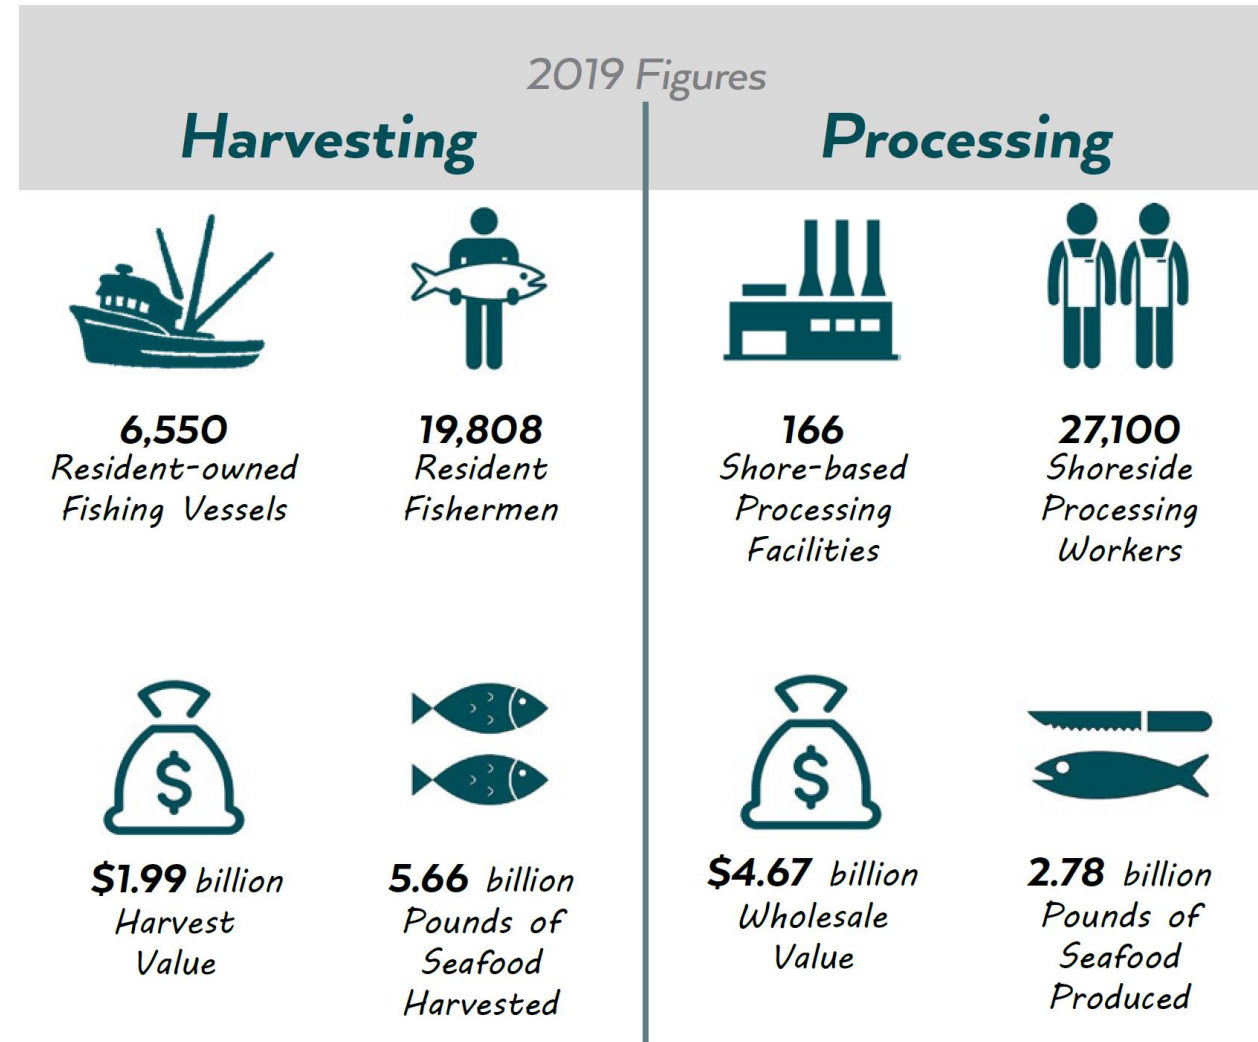 2019 Figures
Harvesting
Processing
6,550
Resident-owned
Fishing Vessels
19,808
Resident
Fishermen
166
Shore-based
Processing
Facilities
27,100
Shoreside
Processing
Workers
$
$1.99 billion
Harvest
Value
5.66 billion
Pounds of
Seafood
Harvested
$
$4.67 billion
Wholesale
Value
2.78 billion
Pounds of
Seafood
Produced